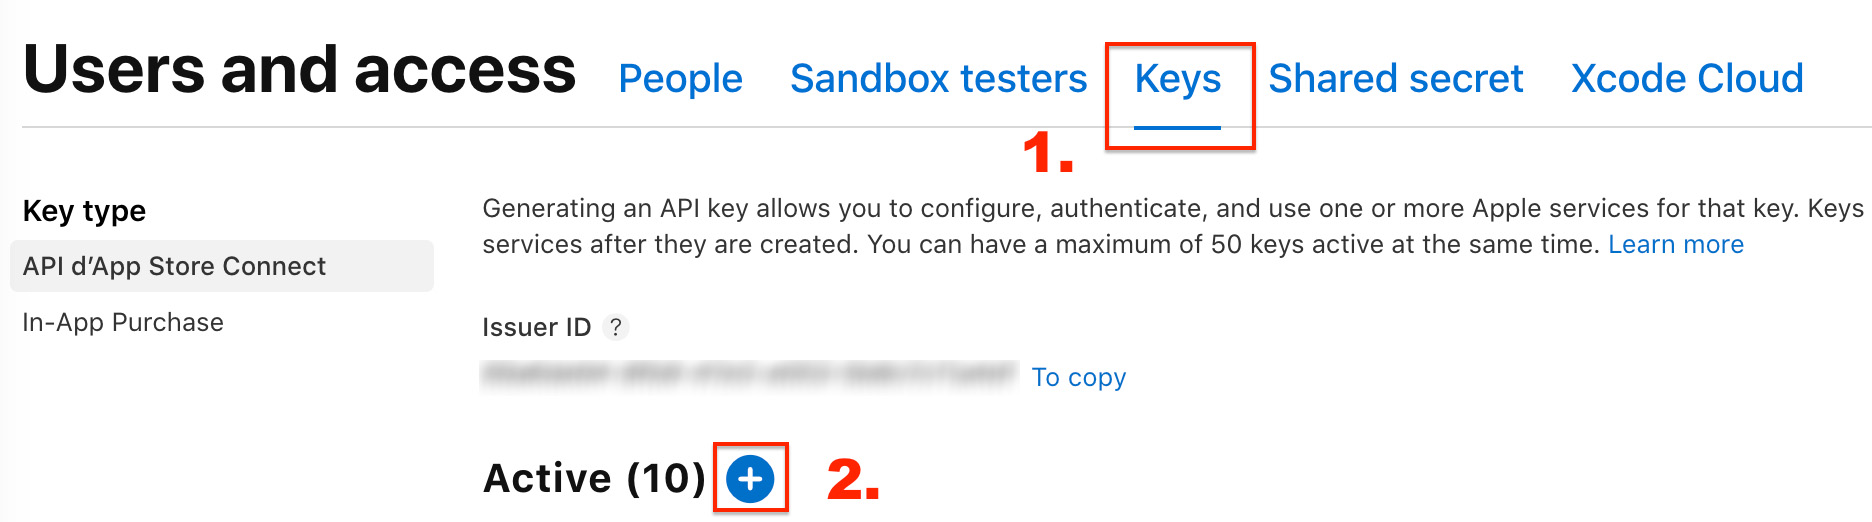 Users and access People Sandbox testers Keys Shared secret Xcode Cloud
1.
Key type
API d’App Store Connect
In-App Purchase
Generating an API key allows you to configure, authenticate, and use one or more Apple services for that key. Keys
services after they are created. You can have a maximum of 50 keys active at the same time. Learn more
Issuer ID ?
To copy
Active (10) + 2.